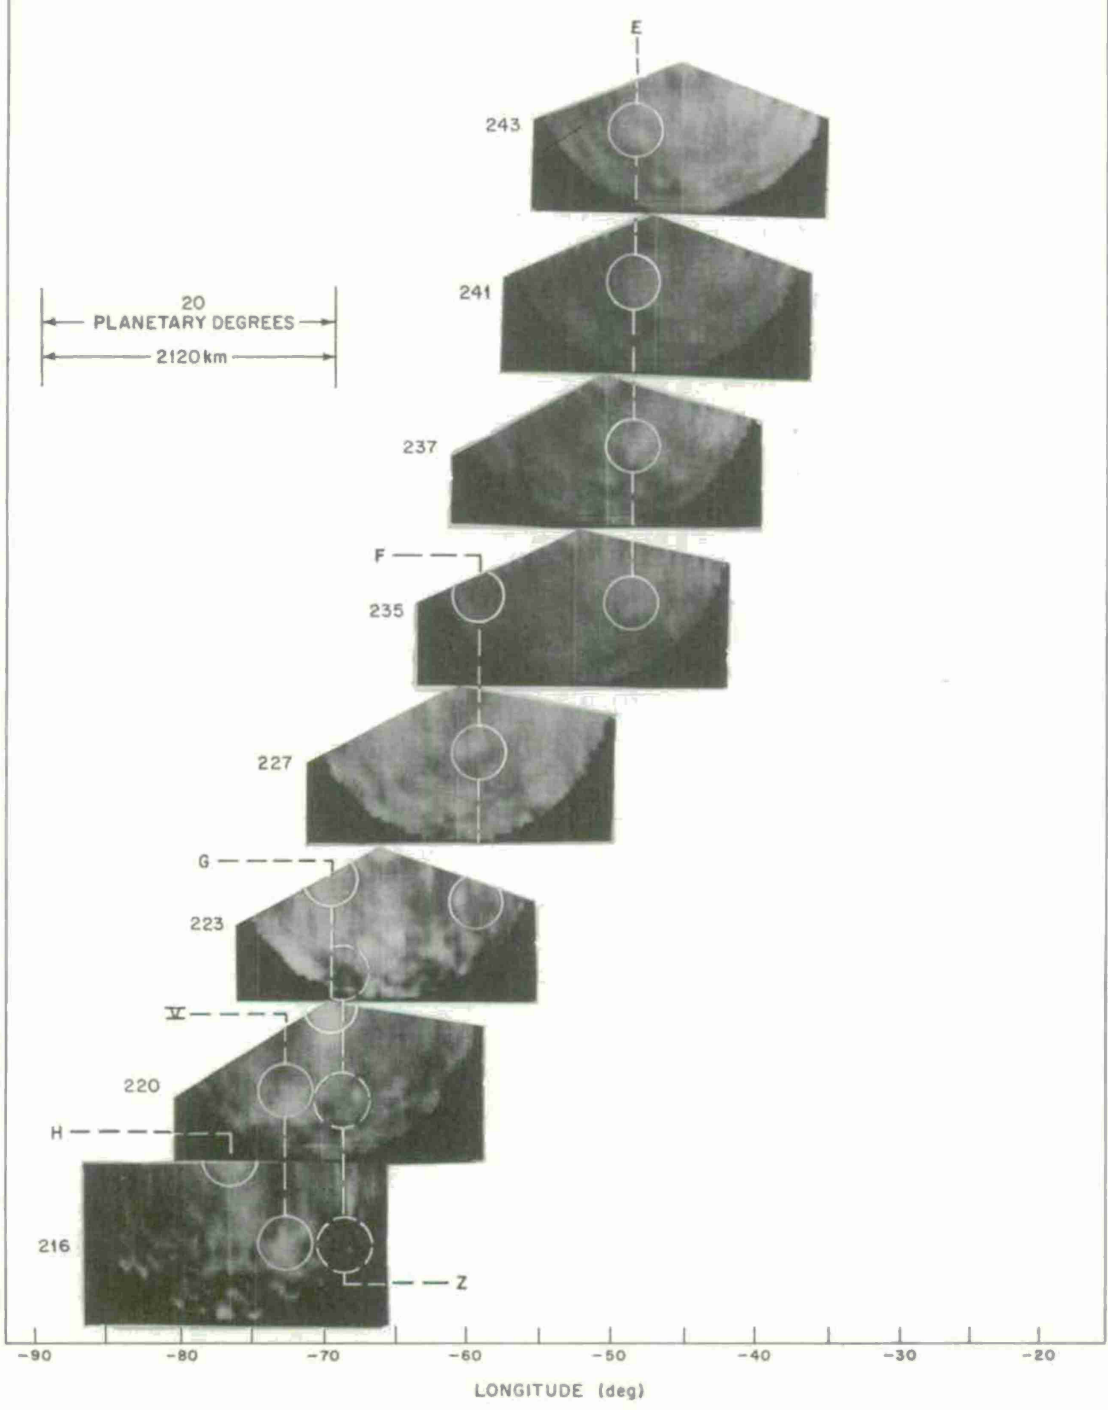 E
243
241
20
PLANETARY DEGREES
2120 km
237
F
235
227
G
223
V
220
H
216
Z
-90 -80 -70 -60 -50 -40 -30 -20
LONGITUDE (deg)